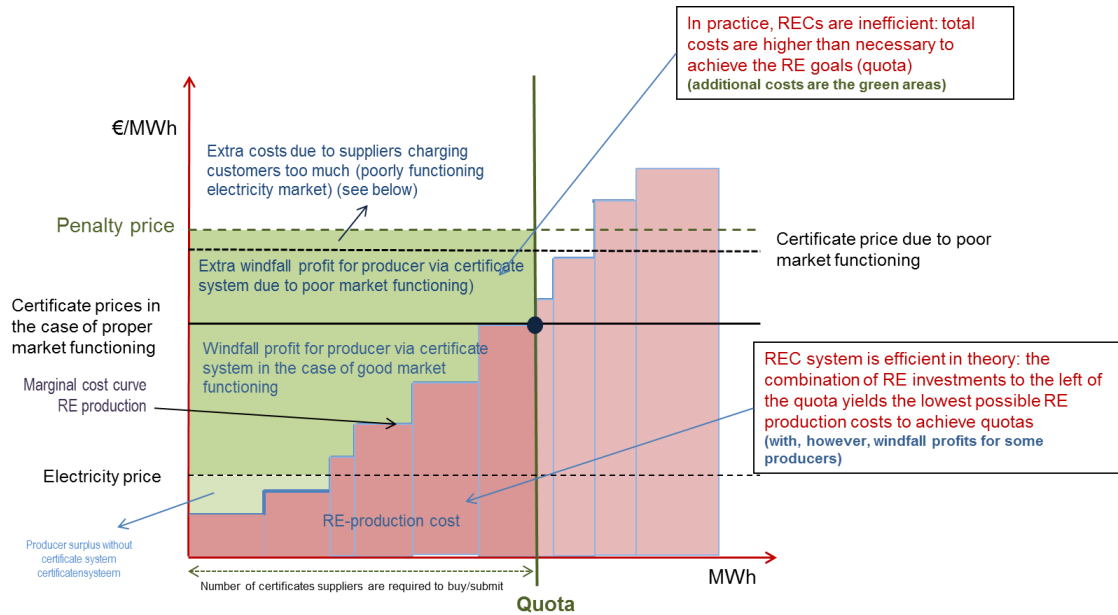 In practice, RECs are inefficient: total
costs are higher than necessary to
achieve the RE goals (quota)
(additional costs are the green areas)
€/MWh
Extra costs due to suppliers charging
customers too much (poorly functioning
electricity market) (see below)
Penalty price
Certificate price due to poor
market functioning
Extra windfall profit for producer via certificate
system due to poor market functioning)
Certificate prices in
the case of proper
market functioning
Windfall profit for producer via certificate
system in the case of good market
functioning
REC system is efficient in theory: the
combination of RE investments to the left of
the quota yields the lowest possible RE
production costs to achieve quotas
(with, however, windfall profits for some
producers)
Marginal cost curve
RE production
Electricity price
RE-production cost
Producer surplus without
certificate system
certificatensysteem
Number of certificates suppliers are required to buy/submit
MWh
Quota